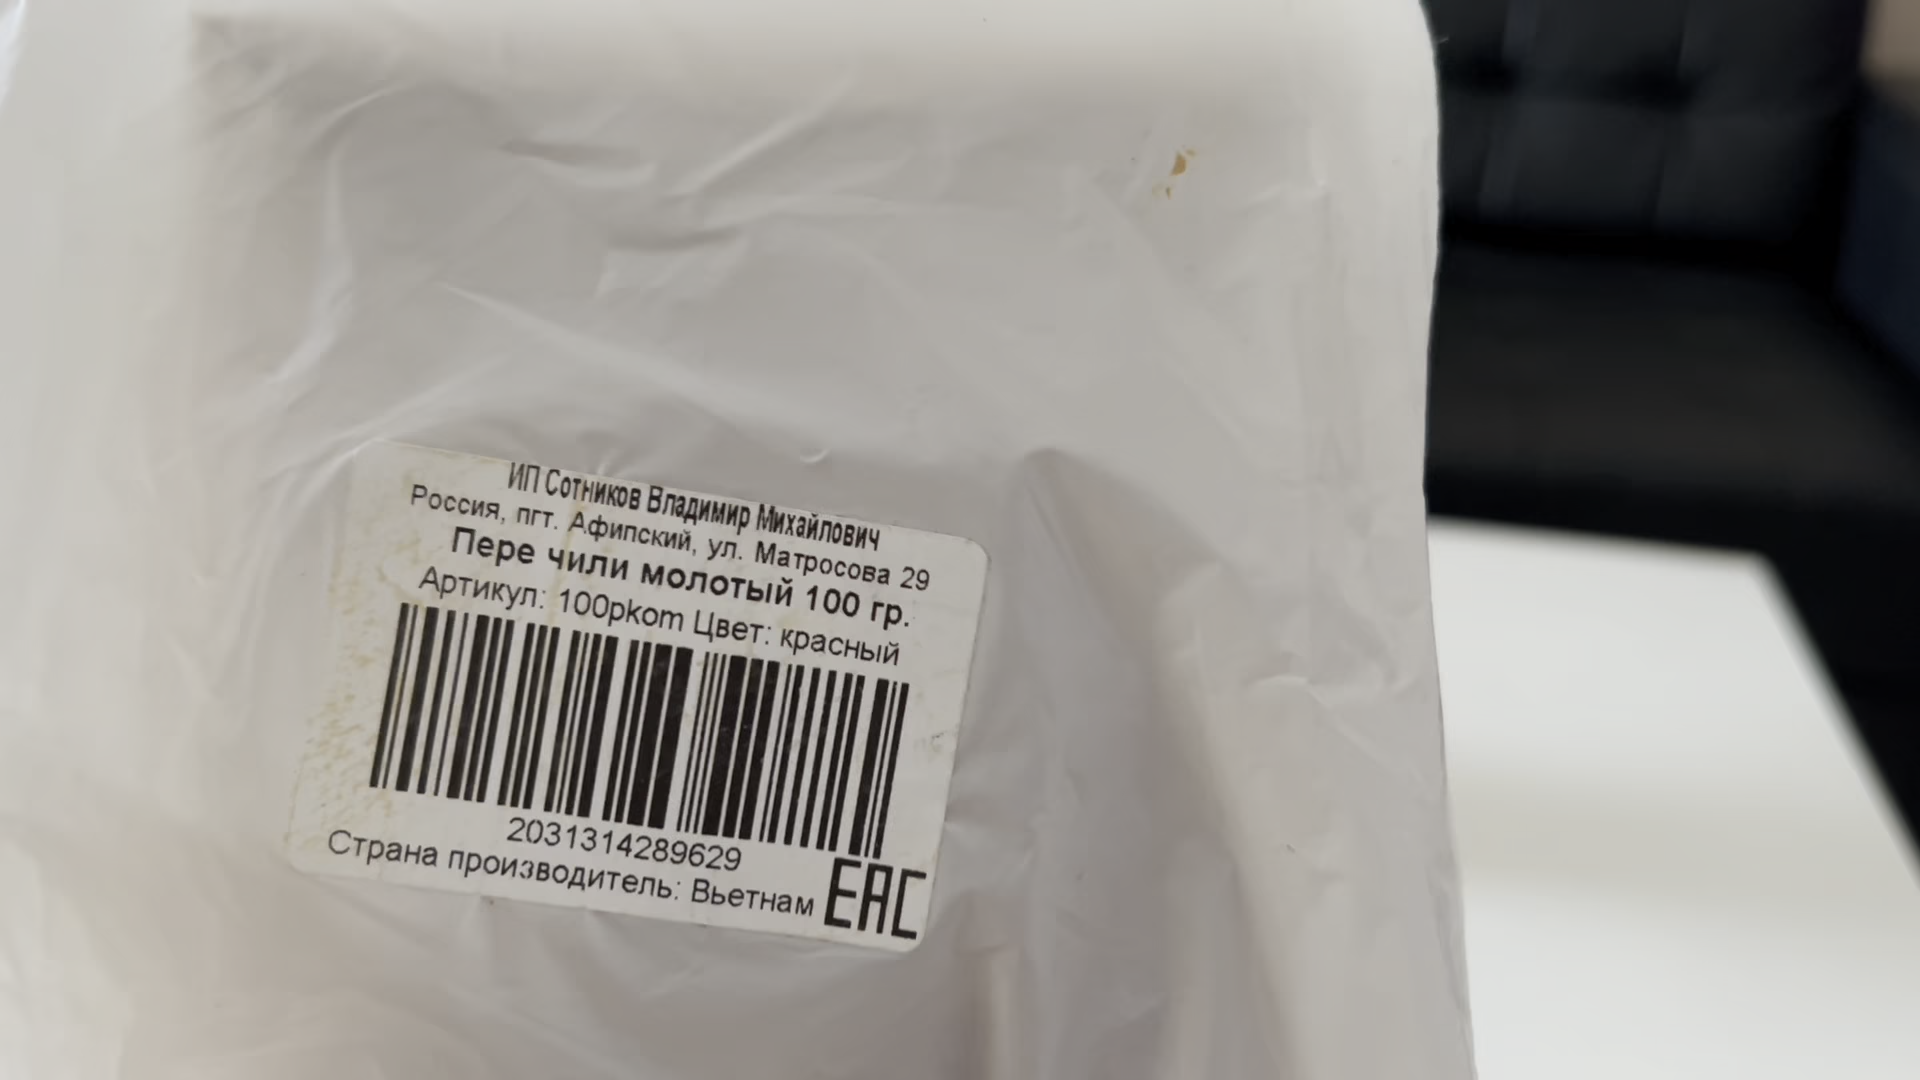 ИП Сотников Владимир Михайлович
Россия, пгт. Афипский, ул. Матросова 29
Пере чили молотый 100 гр.
Артикул: 100pkom Цвет: красный
2031314289629
Страна производитель: Вьетнам EAC